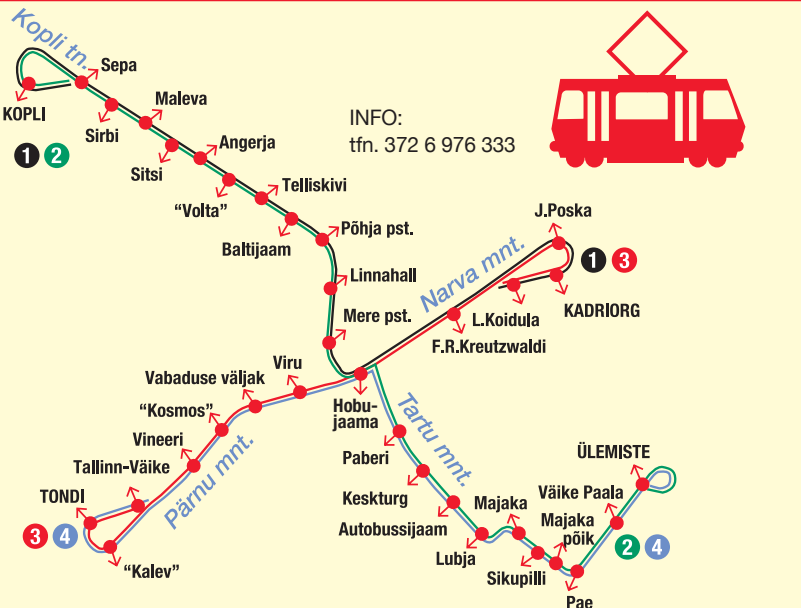 Kopli tn.
Sepa
KOPLI
Maleva
Sirbi
1 2
Sitsi
Angerja
"Volta"
Telliskivi
Baltijaam
Põhja pst.
Linnahall
Mere pst.
INFO:
tfn. 372 6 976 333
J.Poska
1 3
Narva mnt.
KADRIORG
L.Koidula
F.R.Kreutzwaldi
Viru
Vabaduse väljak
"Kosmos"
Vineeri
Tallinn-Väike
TONDI
Pärnu mnt.
3 4
"Kalev"
Hobu-
jaama
Tartu mnt.
Paberi
Keskturg
Autobussijaam
Lubja
Majaka
Sikupilli
Majaka
põik
Pae
Väike Paala
ÜLEMISTE
2 4